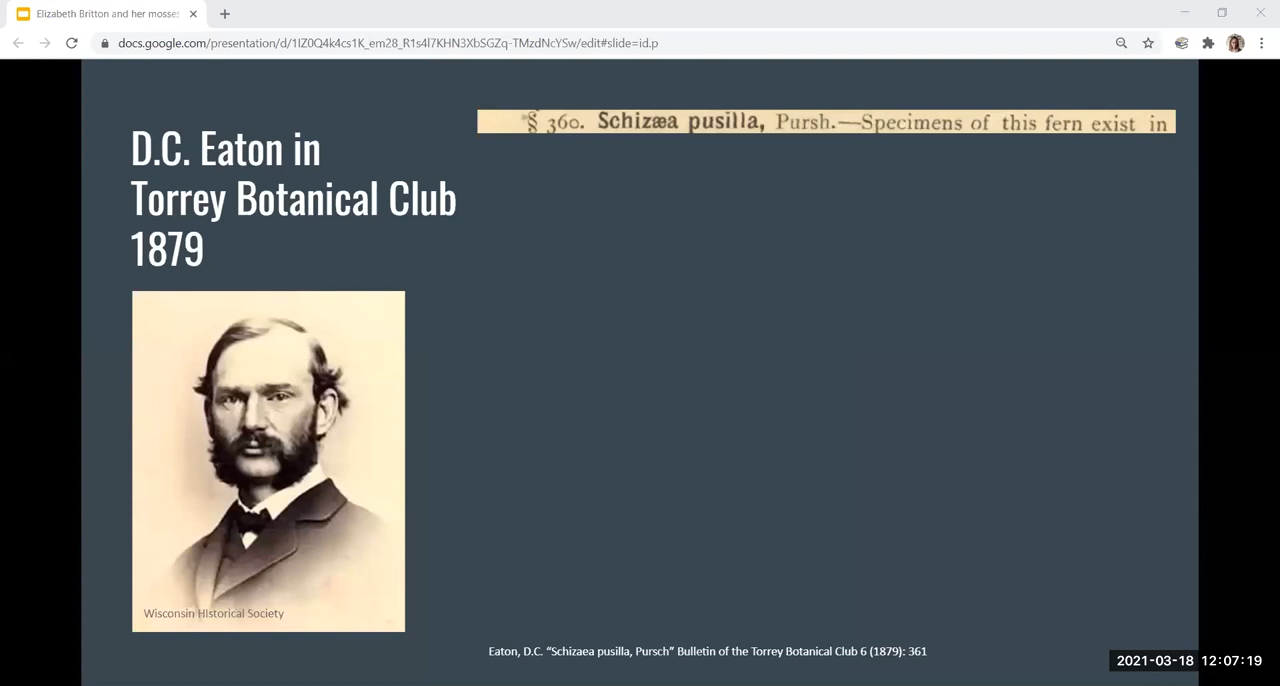 Elizabeth Britton and her mosses
docs.google.com/presentation/d/1IZ0Q4k4cs1K_em28_R1s4l7KHN3XbSGZq-TMzdNcYSw/edit#slide=id.p
§ 360. Schizæa pusilla, Pursh.—Specimens of this fern exist in
D.C. Eaton in
Torrey Botanical Club
1879
Wisconsin HIstorical Society
Eaton, D.C. “Schizaea pusilla, Pursch” Bulletin of the Torrey Botanical Club 6 (1879): 361
2021-03-18 12:07:19